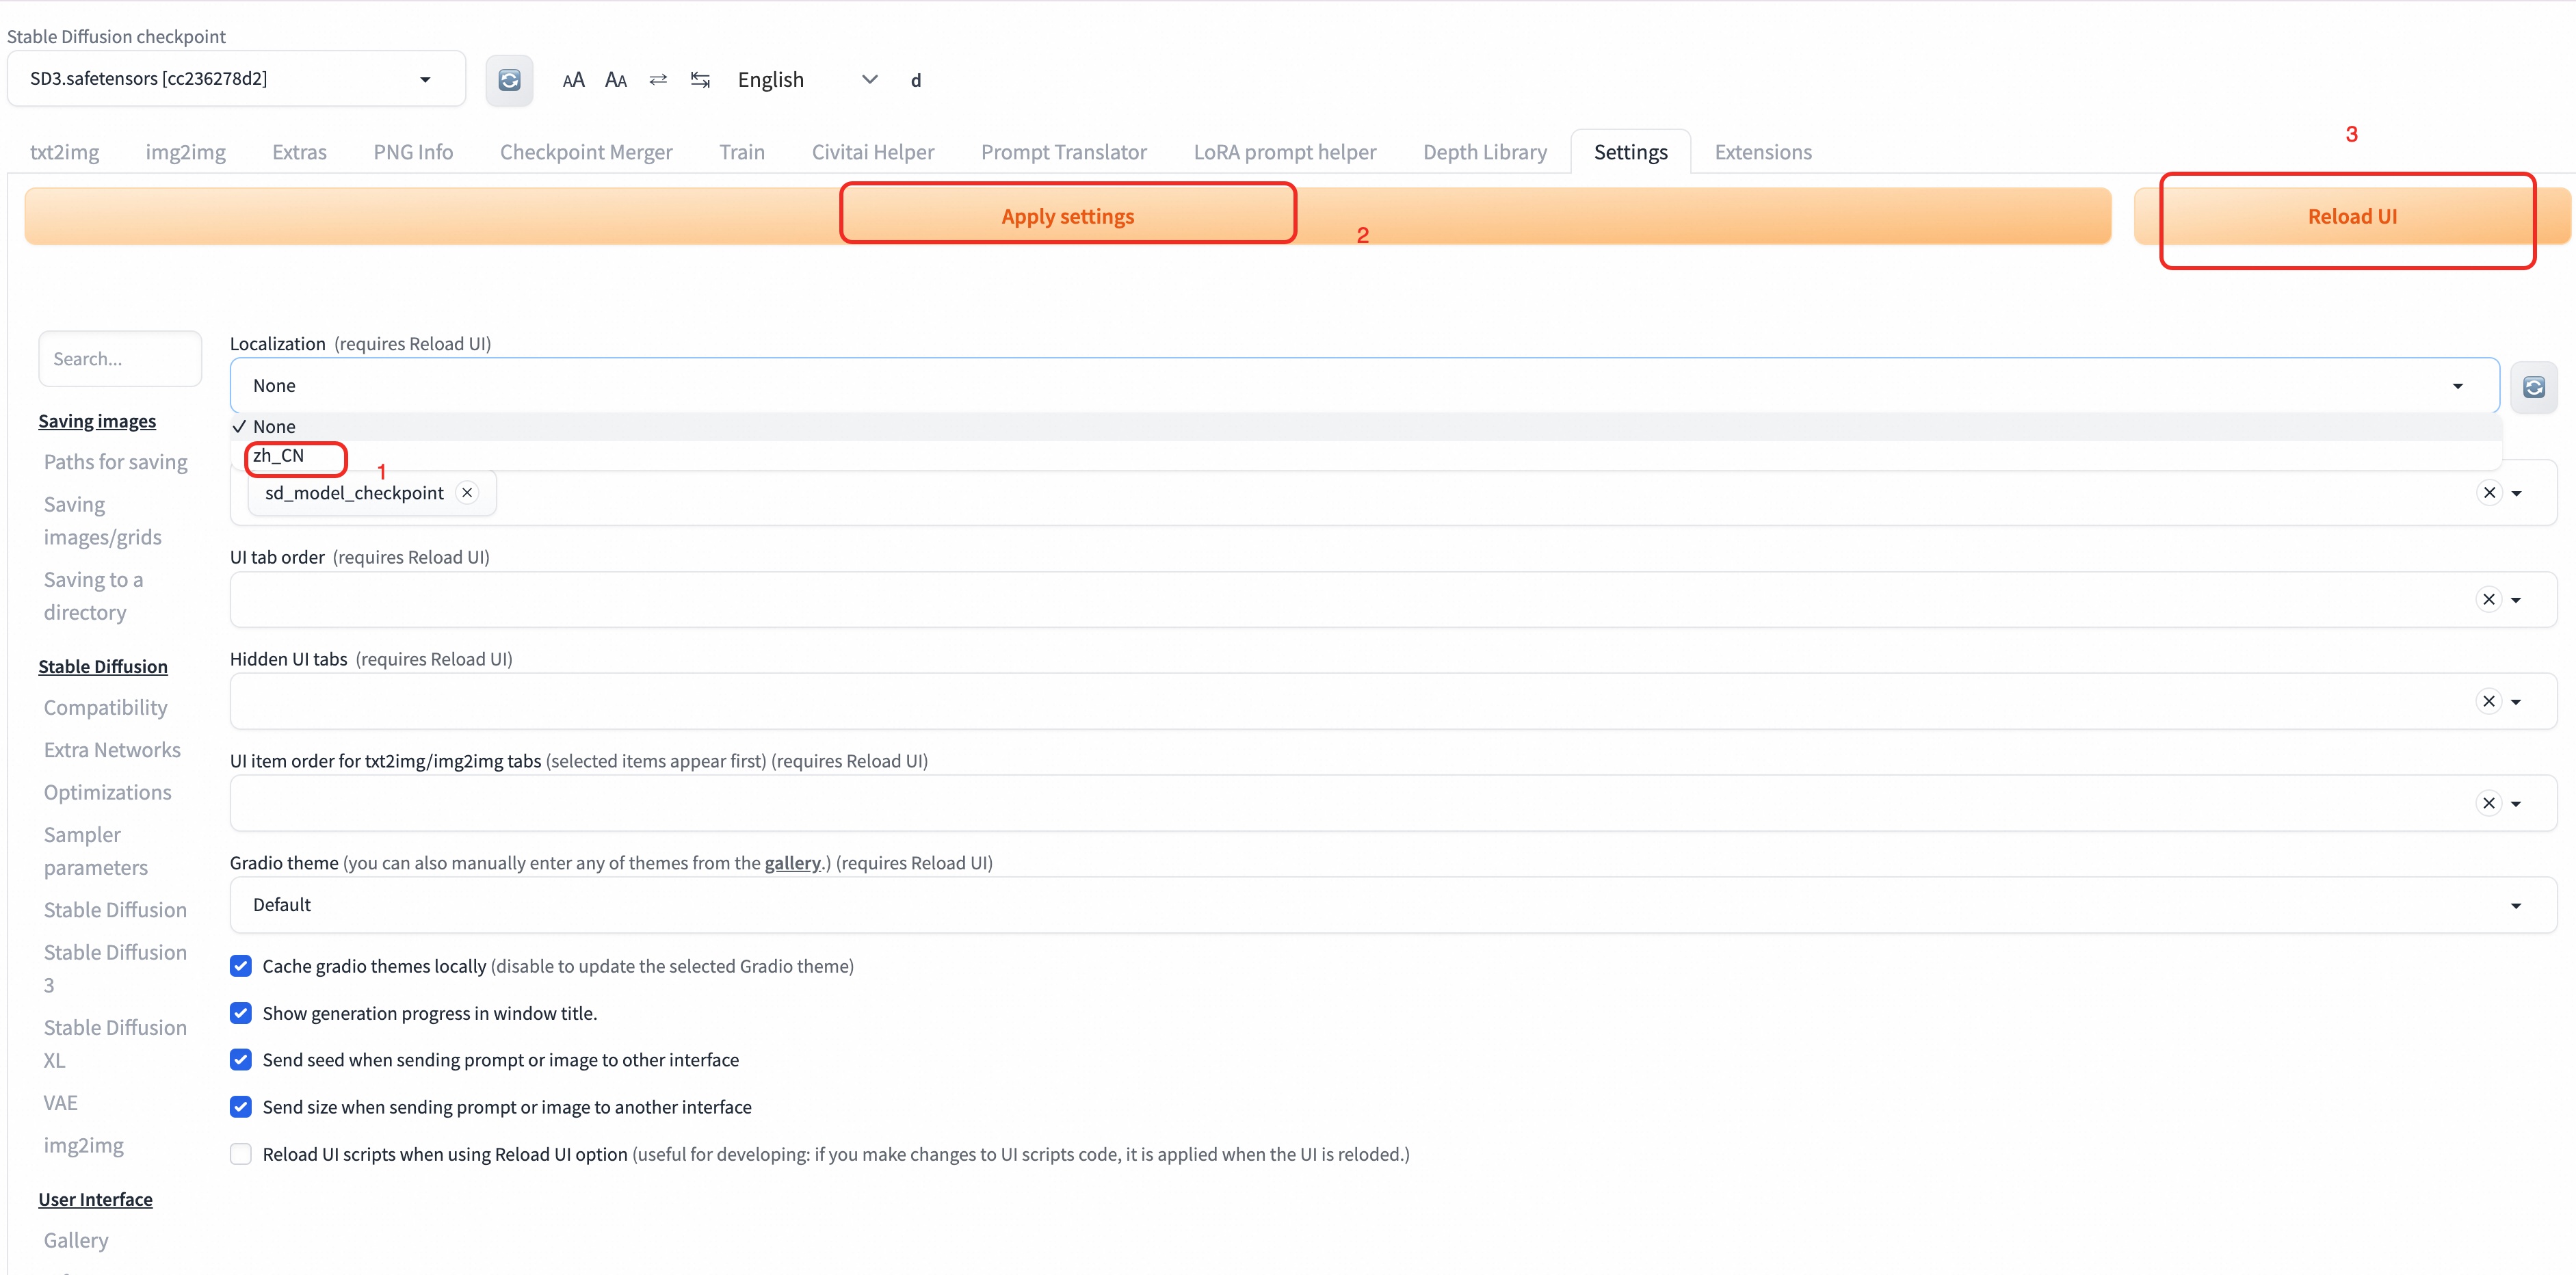 Stable Diffusion checkpoint
SD3.safetensors [cc236278d2]
AA AA English d
txt2img img2img Extras PNG Info Checkpoint Merger Train Civitai Helper Prompt Translator LoRA prompt helper Depth Library Settings Extensions
3
Apply settings
2
Reload UI
Search...
Saving images
Paths for saving
Saving
images/grids
Saving to a
directory
Stable Diffusion
Compatibility
Extra Networks
Optimizations
Sampler
parameters
Stable Diffusion
Stable Diffusion
3
Stable Diffusion
XL
VAE
img2img
User Interface
Gallery
Localization (requires Reload UI)
None
None
zh_CN
1
sd_model_checkpoint
UI tab order (requires Reload UI)
Hidden UI tabs (requires Reload UI)
UI item order for txt2img/img2img tabs (selected items appear first) (requires Reload UI)
Gradio theme (you can also manually enter any of themes from the gallery.) (requires Reload UI)
Default
Cache gradio themes locally (disable to update the selected Gradio theme)
Show generation progress in window title.
Send seed when sending prompt or image to other interface
Send size when sending prompt or image to another interface
Reload UI scripts when using Reload UI option (useful for developing: if you make changes to UI scripts code, it is applied when the UI is reloded.)